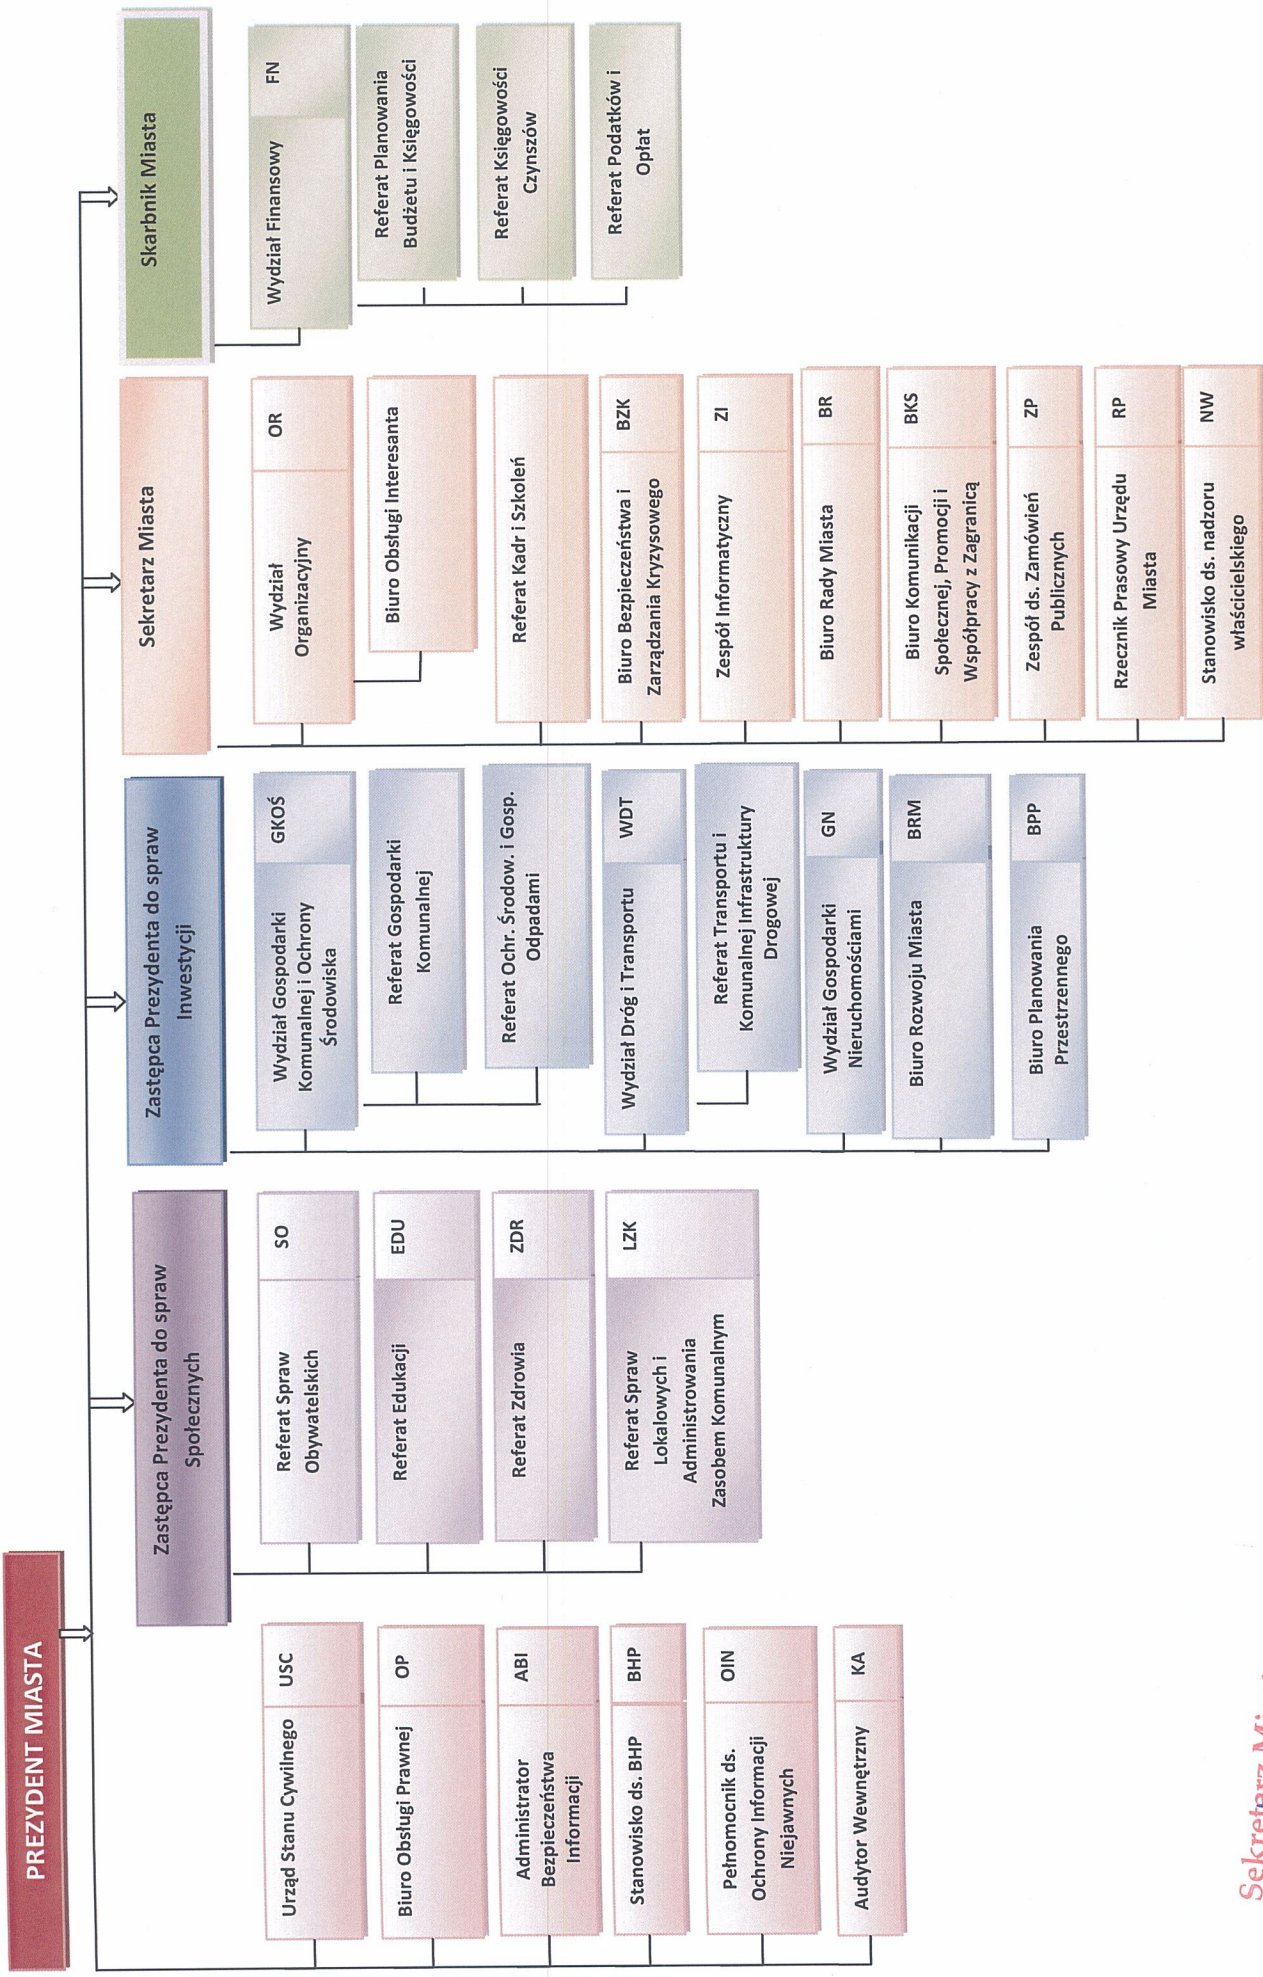 PREZYDENT MIASTA
Urząd Stanu Cywilnego
USC
Biuro Obsługi Prawnej
OP
Administrator
Bezpieczeństwa
Informacji
ABI
Stanowisko ds. BHP
BHP
Pełnomocnik ds.
Ochrony Informacji
Niejawnych
OIN
Audytor Wewnętrzny
KA
Zastępca Prezydenta do spraw
Społecznych
Referat Spraw
Obywatelskich
SO
Referat Edukacji
EDU
Referat Zdrowia
ZDR
Referat Spraw
Lokalowych i
Administrowania
Zasobem Komunalnym
LZK
Zastępca Prezydenta do spraw
Inwestycji
Wydział Gospodarki
Komunalnej i Ochrony
Środowiska
GKOŚ
Referat Gospodarki
Komunalnej
Referat Ochr. Środow. i Gosp.
Odpadami
Wydział Dróg i Transportu
WDT
Referat Transportu i
Komunalnej Infrastruktury
Drogowej
Wydział Gospodarki
Nieruchomościami
GN
Biuro Rozwoju Miasta
BRM
Biuro Planowania
Przestrzennego
BPP
Sekretarz Miasta
Wydział
Organizacyjny
OR
Biuro Obsługi Interesanta
Referat Kadr i Szkoleń
Biuro Bezpieczeństwa i
Zarządzania Kryzysowego
BZK
Zespół Informatyczny
ZI
Biuro Rady Miasta
BR
Biuro Komunikacji
Społecznej, Promocji i
Współpracy z Zagranicą
BKS
Zespół ds. Zamówień
Publicznych
ZP
Rzecznik Prasowy Urzędu
Miasta
RP
Stanowisko ds. nadzoru
właścicielskiego
NW
Skarbnik Miasta
Wydział Finansowy
FN
Referat Planowania
Budżetu i Księgowości
Referat Księgowości
Czynszów
Referat Podatków i
Opłat
Sekretarz